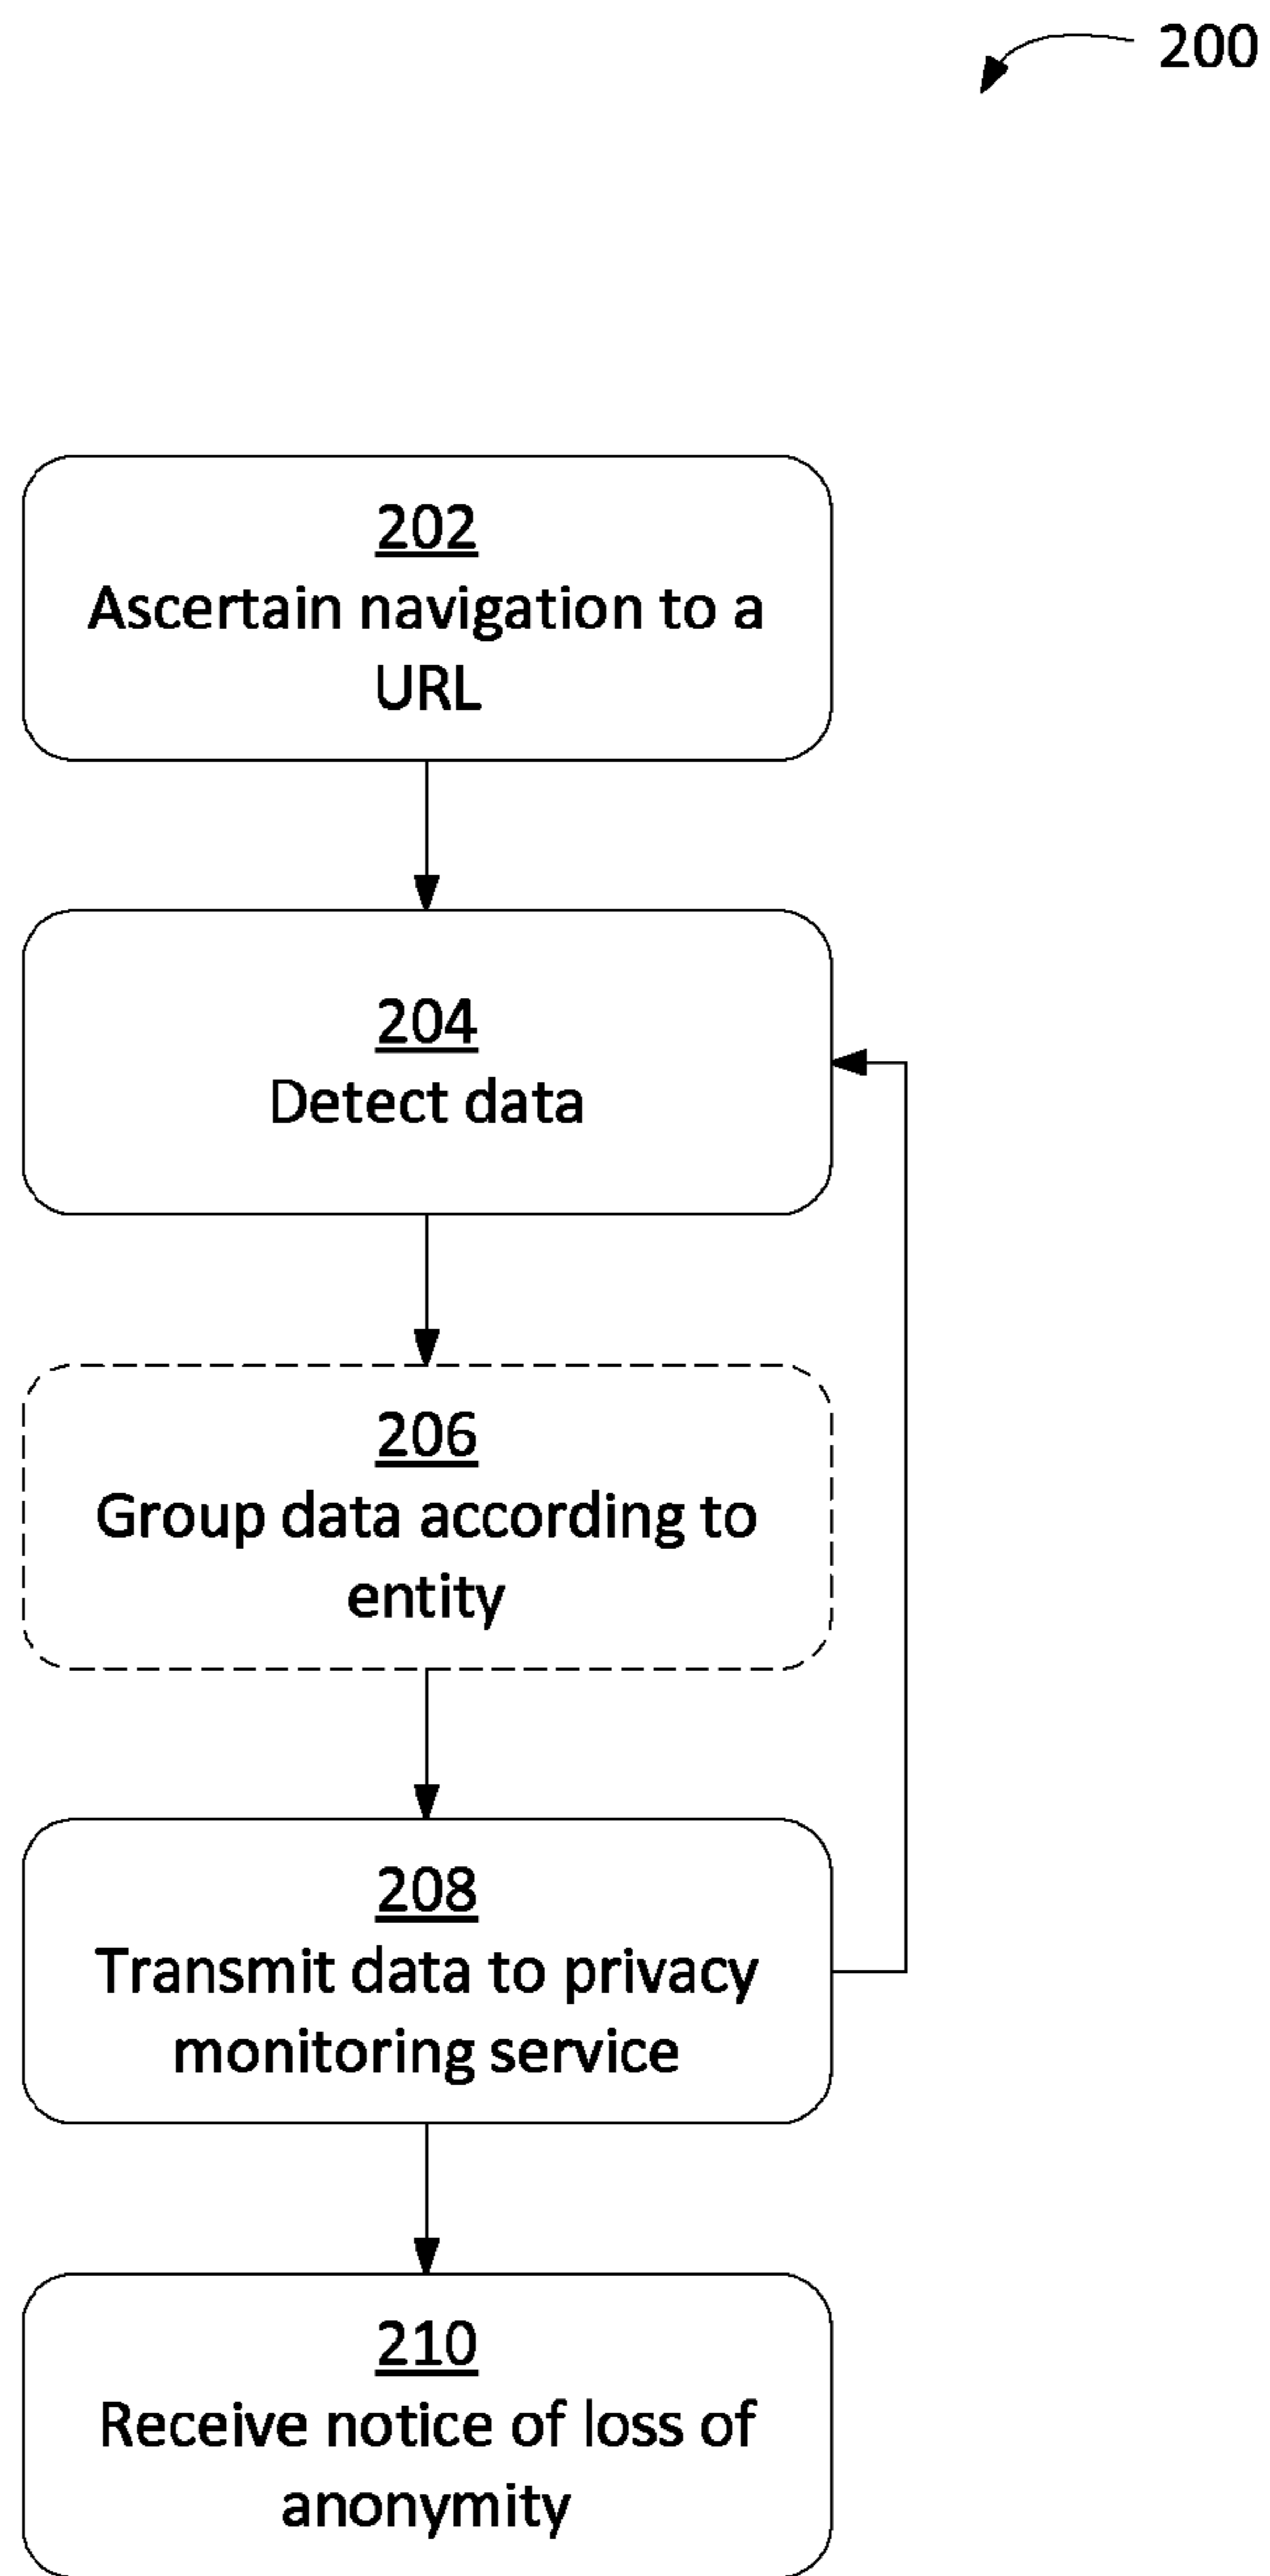 200
202
Ascertain navigation to a
URL
204
Detect data
206
Group data according to
entity
208
Transmit data to privacy
monitoring service
210
Receive notice of loss of
anonymity